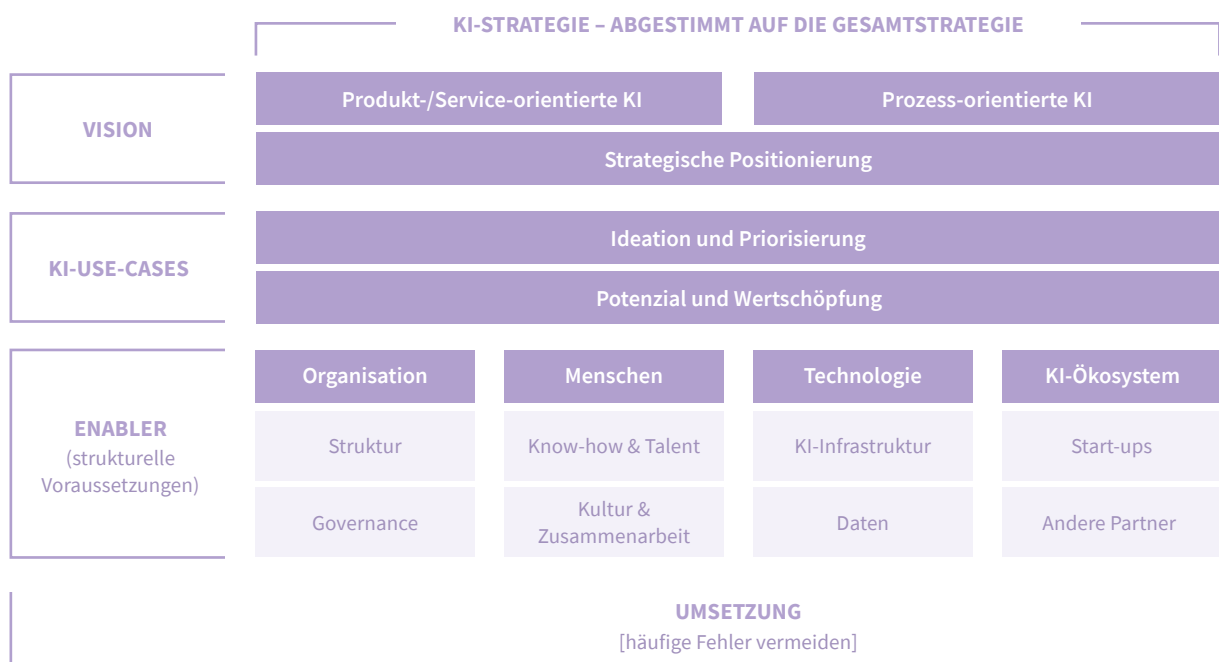 KI-STRATEGIE – ABGESTIMMT AUF DIE GESAMTSTRATEGIE
VISION
Produkt-/Service-orientierte KI
Prozess-orientierte KI
Strategische Positionierung
KI-USE-CASES
Ideation und Priorisierung
Potenzial und Wertschöpfung
ENABLER
(strukturelle
Voraussetzungen)
Organisation
Menschen
Technologie
KI-Ökosystem
Struktur
Know-how & Talent
KI-Infrastruktur
Start-ups
Governance
Kultur &
Zusammenarbeit
Daten
Andere Partner
UMSETZUNG
[häufige Fehler vermeiden]